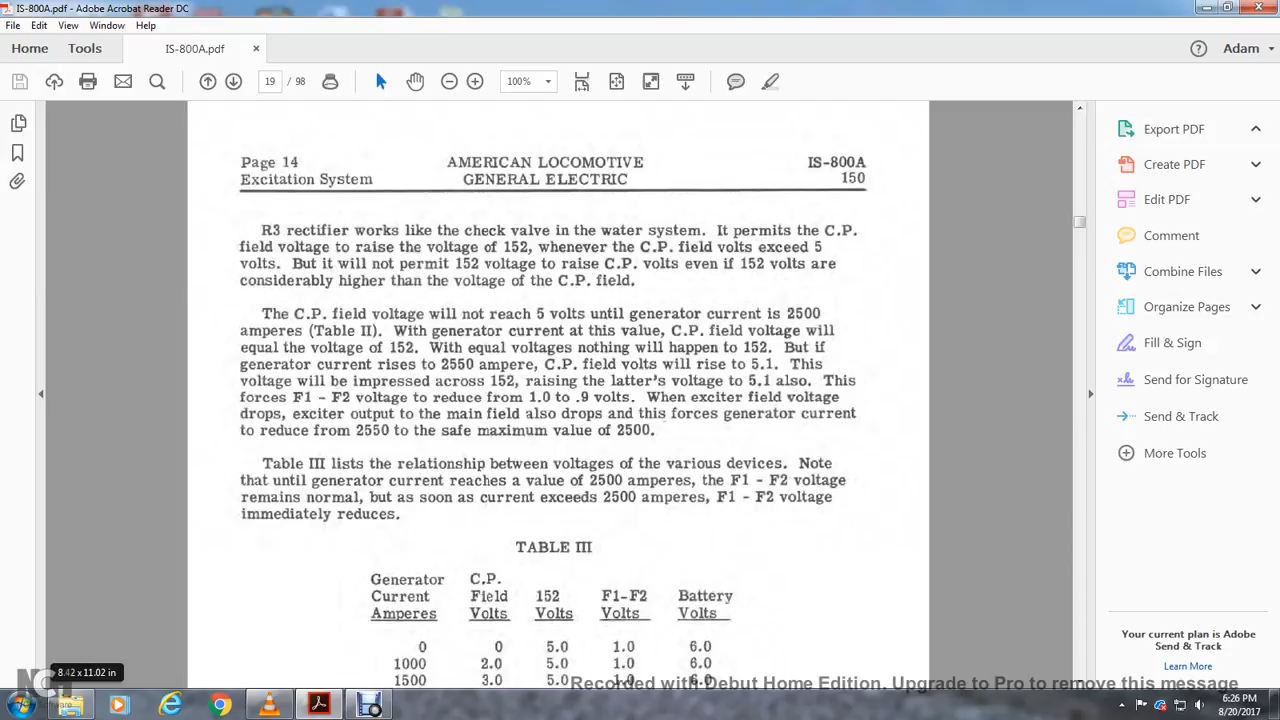 IS-800A.pdf - Adobe Acrobat Reader DC
File Edit View Window Help
Home Tools IS-800A.pdf × Adam
19 / 98 100%
Page 14 AMERICAN LOCOMOTIVE IS-800A
Excitation System GENERAL ELECTRIC 150
R3 rectifier works like the check valve in the water system. It permits the C.P.
field voltage to raise the voltage of 152, whenever the C.P. field volts exceed 5
volts. But it will not permit 152 voltage to raise C.P. volts even if 152 volts are
considerably higher than the voltage of the C.P. field.
The C.P. field voltage will not reach 5 volts until generator current is 2500
amperes (Table II). With generator current at this value, C.P. field voltage will
equal the voltage of 152. With equal voltages nothing will happen to 152. But if
generator current rises to 2550 ampere, C.P. field volts will rise to 5.1. This
voltage will be impressed across 152, raising the latter's voltage to 5.1 also. This
forces F1 - F2 voltage to reduce from 1.0 to .9 volts. When exciter field voltage
drops, exciter output to the main field also drops and this forces generator current
to reduce from 2550 to the safe maximum value of 2500.
Table III lists the relationship between voltages of the various devices. Note
that until generator current reaches a value of 2500 amperes, the F1 - F2 voltage
remains normal, but as soon as current exceeds 2500 amperes, F1 - F2 voltage
immediately reduces.
TABLE III
Generator C.P.
Current Field 152 F1-F2 Battery
Amperes Volts Volts Volts Volts
0 0 5.0 1.0 6.0
1000 2.0 5.0 1.0 6.0
1500 3.0 5.0 1.0 6.0
8.42 x 11.02 in
Export PDF
Create PDF
Edit PDF
Comment
Combine Files
Organize Pages
Fill & Sign
Send for Signature
Send & Track
More Tools
Your current plan is Adobe
Send & Track
Learn More
Recorded with Debut Home Edition. Upgrade to Pro to remove this message
6:26 PM
8/20/2017